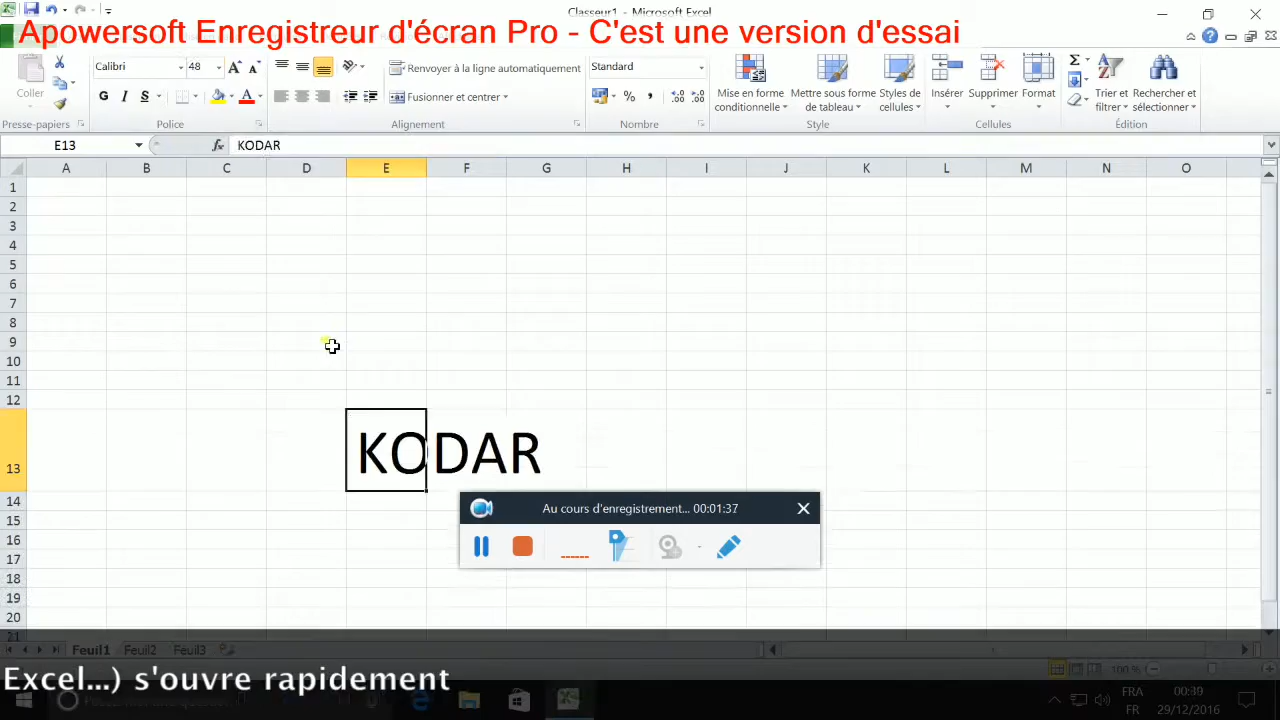 Classeur1 - Microsoft Excel
Apowersoft Enregistreur d'écran Pro - C'est une version d'essai
Coller
Presse-papiers
Calibri
48
G I S
Police
Renvoyer à la ligne automatiquement
Fusionner et centrer
Alignement
Standard
%
Nombre
Mise en forme
conditionnelle
Mettre sous forme
de tableau
Styles de
cellules
Style
Insérer
Supprimer
Format
Cellules
Trier et
filtrer
Rechercher et
sélectionner
Édition
E13
fx
KODAR
A B C D E F G H I J K L M N O
1
2
3
4
5
6
7
8
9
10
11
12
13
KODAR
14
15
16
17
18
19
20
21
Au cours d'enregistrement... 00:01:37
Feuil1 Feuil2 Feuil3
100 %
Excel...) s'ouvre rapidement
FRA
FR
00:39
29/12/2016